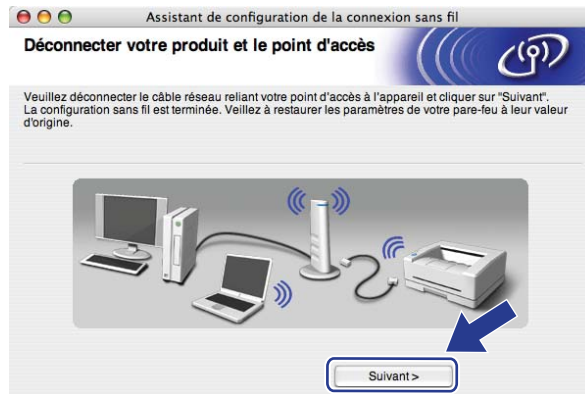 Assistant de configuration de la connexion sans fil
Déconnecter votre produit et le point d'accès
Veuillez déconnecter le câble réseau reliant votre point d'accès à l'appareil et cliquer sur "Suivant".
La configuration sans fil est terminée. Veillez à restaurer les paramètres de votre pare-feu à leur valeur
d'origine.
Suivant >